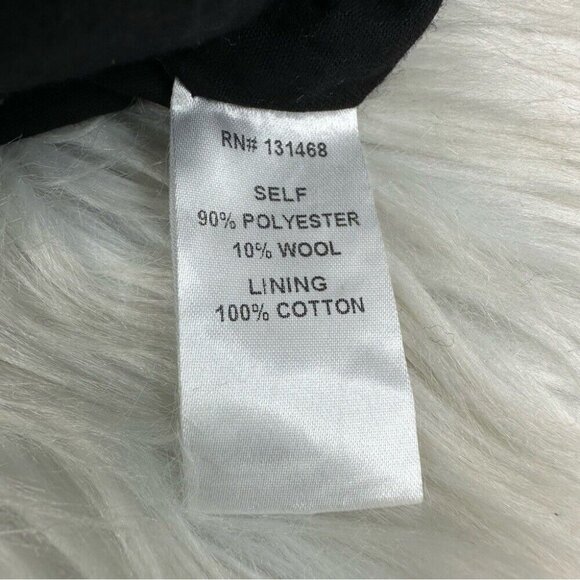 RN# 131468
SELF
90% POLYESTER
10% WOOL
LINING
100% COTTON